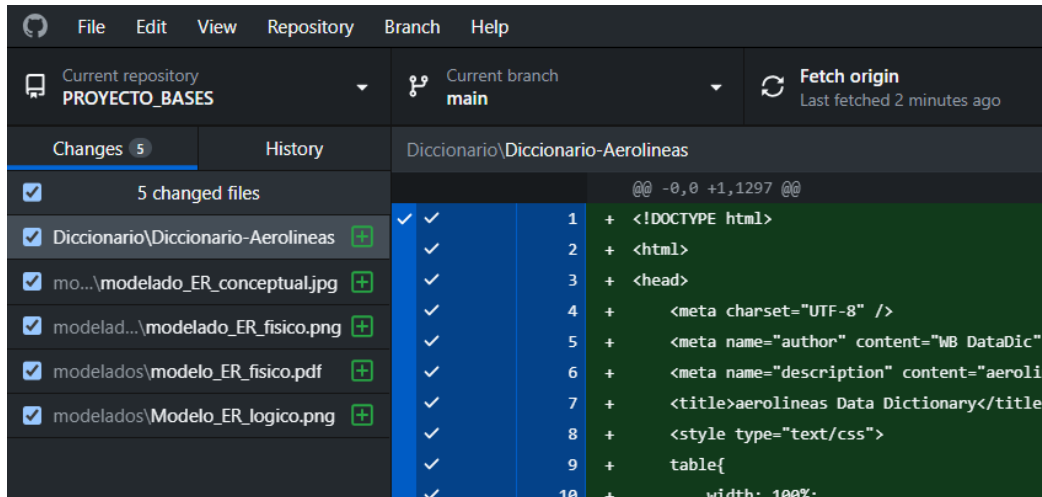 File Edit View Repository Branch Help
Current repository
PROYECTO_BASES
Current branch
main
Fetch origin
Last fetched 2 minutes ago
Changes 5 History
5 changed files
Diccionario\Diccionario-Aerolineas
mo...\modelado_ER_conceptual.jpg
modelad...\modelado_ER_fisico.png
modelados\modelo_ER_fisico.pdf
modelados\Modelo_ER_logico.png
Diccionario\Diccionario-Aerolineas
@@ -0,0 +1,1297 @@
1 + <!DOCTYPE html>
2 + <html>
3 + <head>
4 + <meta charset="UTF-8" />
5 + <meta name="author" content="WB DataDic"
6 + <meta name="description" content="aeroli
7 + <title>aerolineas Data Dictionary</title
8 + <style type="text/css">
9 + table{
10 + width: 100%;